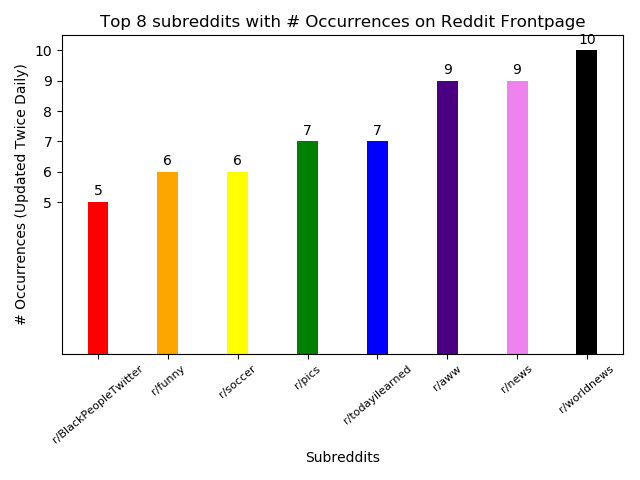 Top 8 subreddits with # Occurrences on Reddit Frontpage
# Occurrences (Updated Twice Daily)
10
9
8
7
6
5
5
6
6
7
7
9
9
10
r/BlackPeopleTwitter
r/funny
r/soccer
r/pics
r/todayilearned
r/aww
r/news
r/worldnews
Subreddits